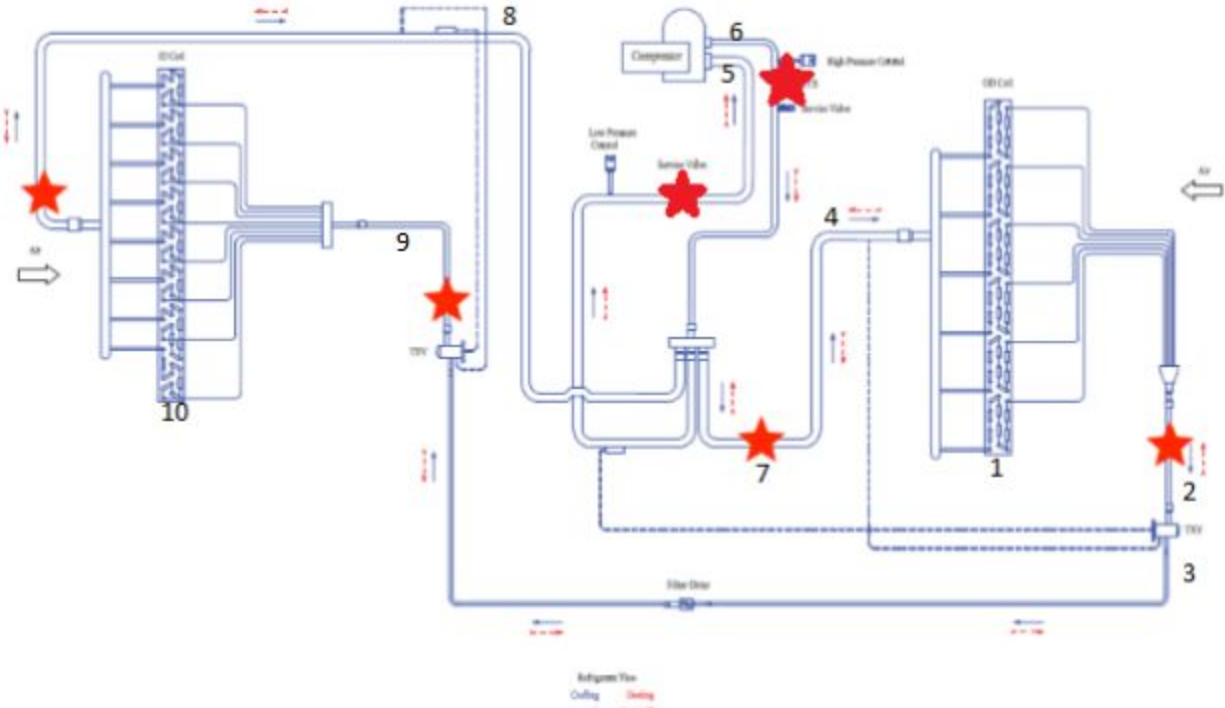 8
6
Compressor
High Pressure Control
5
Service Valve
ID Coil
OD Coil
Low Pressure
Control
Service Valve
Air
4
9
Air
TXV
10
7
1
2
TXV
3
Filter Drier
Refrigerant Flow
Cooling Heating